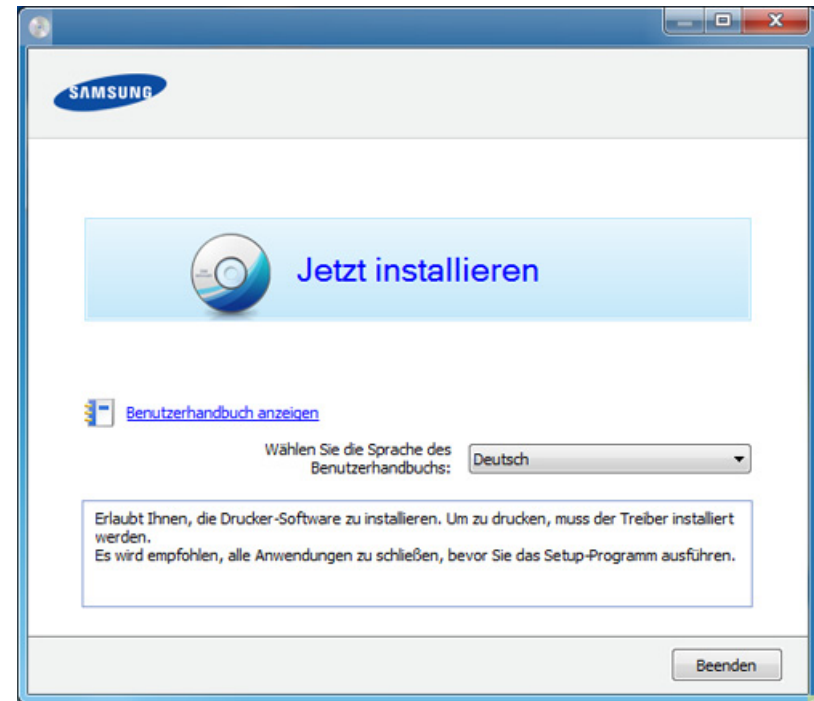 SAMSUNG
Jetzt installieren
Benutzerhandbuch anzeigen
Wählen Sie die Sprache des
Benutzerhandbuchs:
Deutsch
Erlaubt Ihnen, die Drucker-Software zu installieren. Um zu drucken, muss der Treiber installiert
werden.
Es wird empfohlen, alle Anwendungen zu schließen, bevor Sie das Setup-Programm ausführen.
Beenden